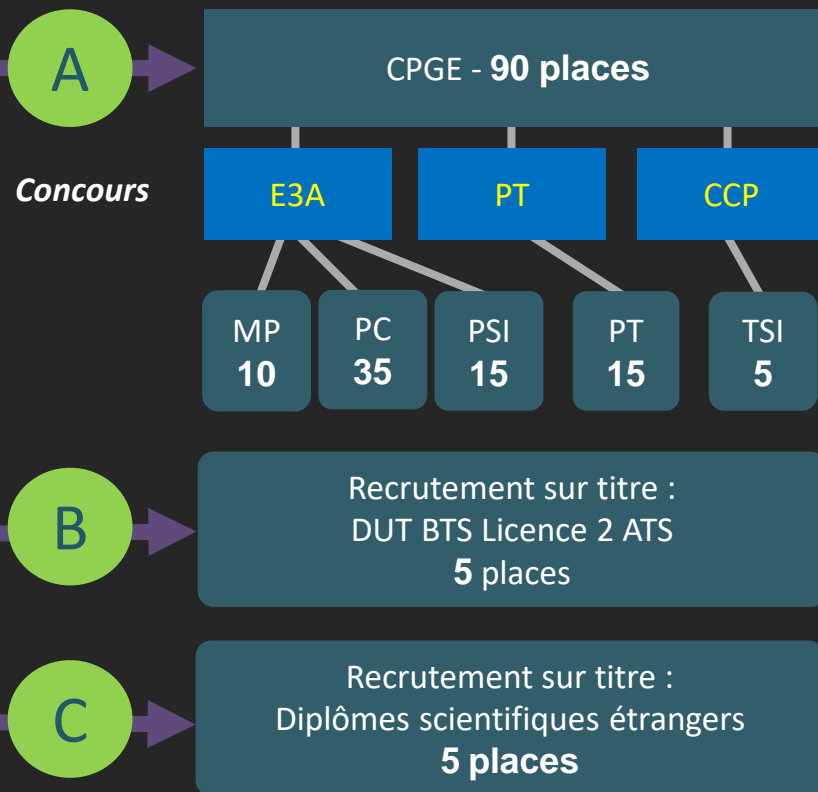 A
CPGE - 90 places
Concours
E3A
PT
CCP
MP
10
PC
35
PSI
15
PT
15
TSI
5
B
Recrutement sur titre :
DUT BTS Licence 2 ATS
5 places
C
Recrutement sur titre :
Diplômes scientifiques étrangers
5 places